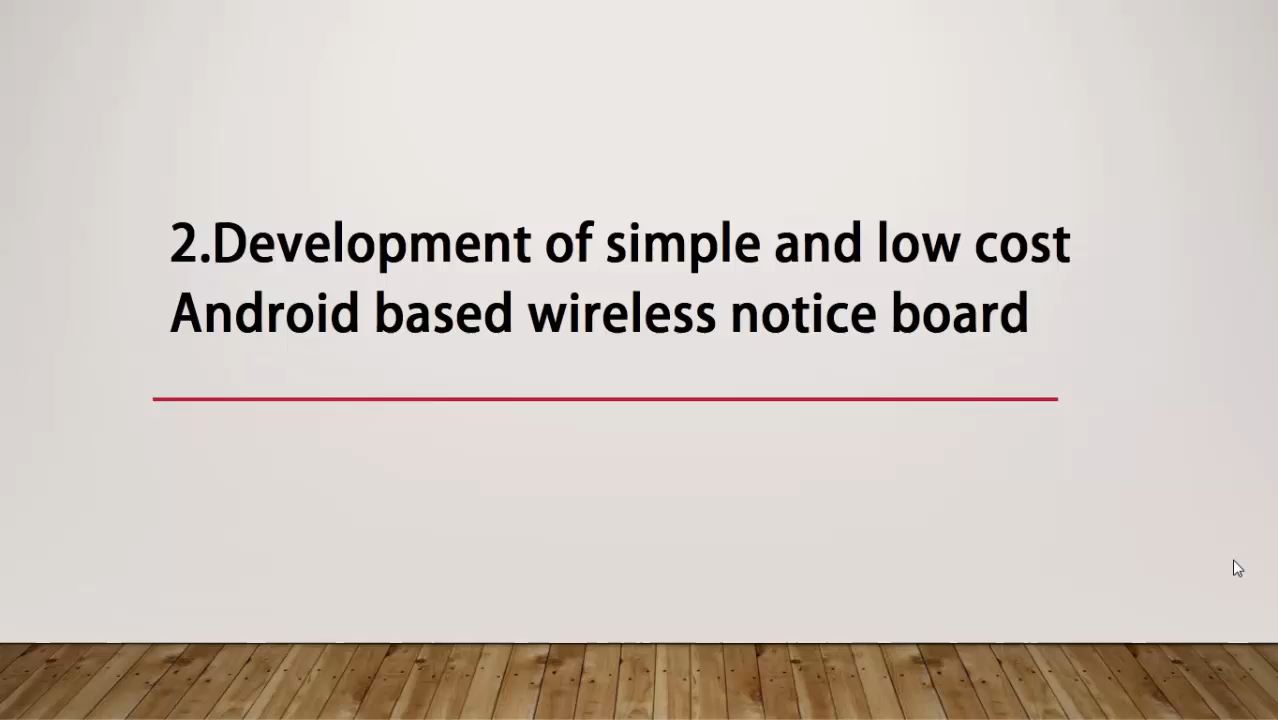 2.Development of simple and low cost
Android based wireless notice board